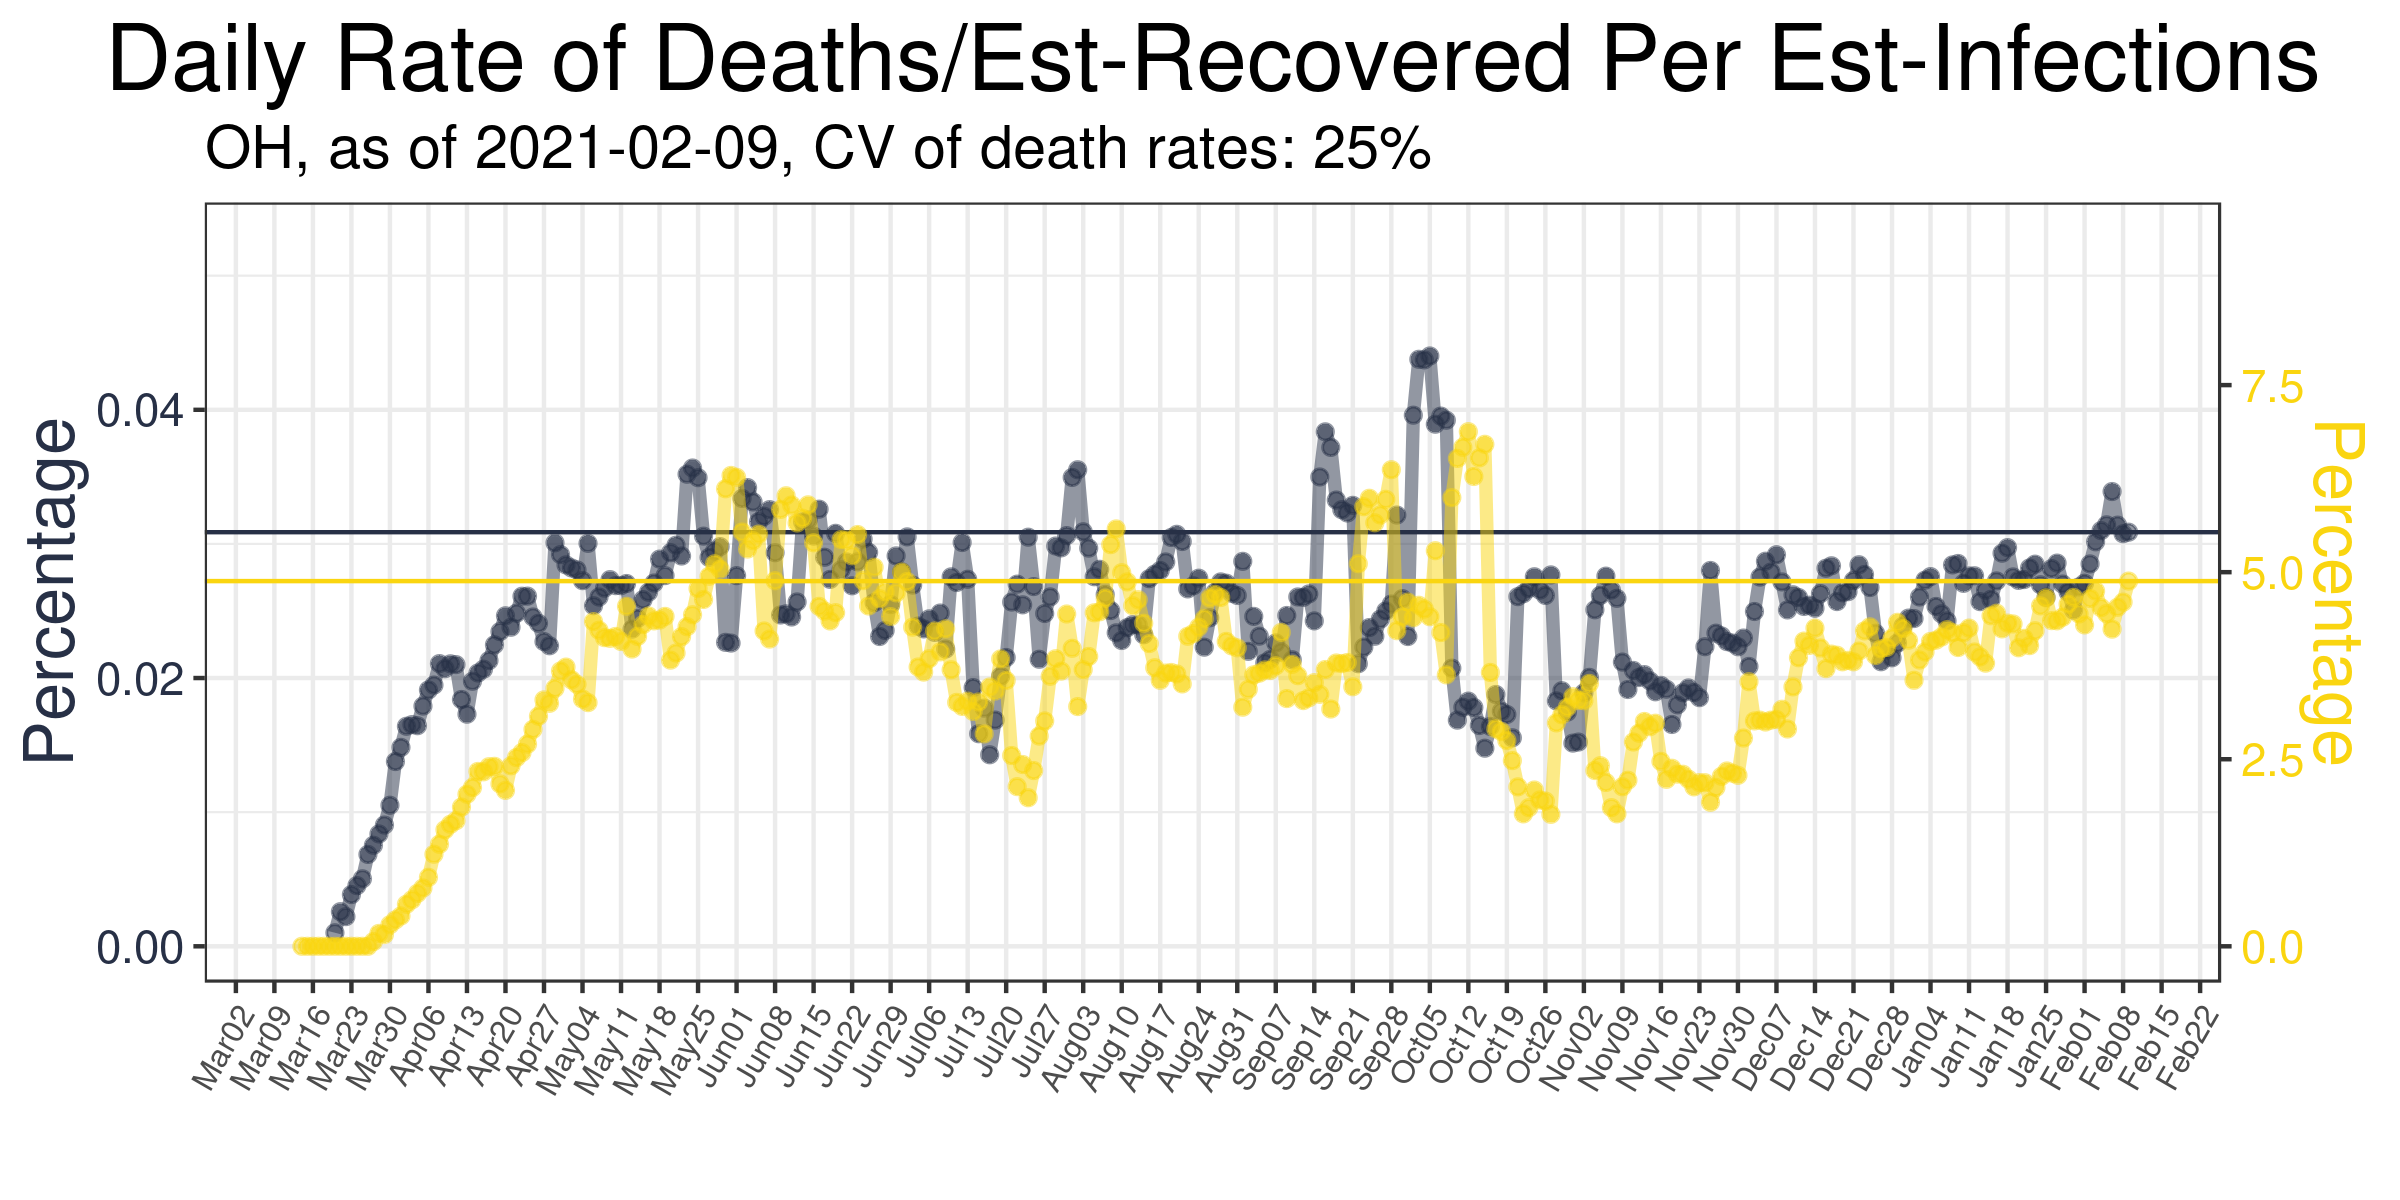 Daily Rate of Deaths/Est-Recovered Per Est-Infections
OH, as of 2021-02-09, CV of death rates: 25%
Percentage
0.04
0.02
0.00
7.5
5.0
2.5
0.0
Percentage
Mar02
Mar09
Mar16
Mar23
Mar30
Apr06
Apr13
Apr20
Apr27
May04
May11
May18
May25
Jun01
Jun08
Jun15
Jun22
Jun29
Jul06
Jul13
Jul20
Jul27
Aug03
Aug10
Aug17
Aug24
Aug31
Sep07
Sep14
Sep21
Sep28
Oct05
Oct12
Oct19
Oct26
Nov02
Nov09
Nov16
Nov23
Nov30
Dec07
Dec14
Dec21
Dec28
Jan04
Jan11
Jan18
Jan25
Feb01
Feb08
Feb15
Feb22